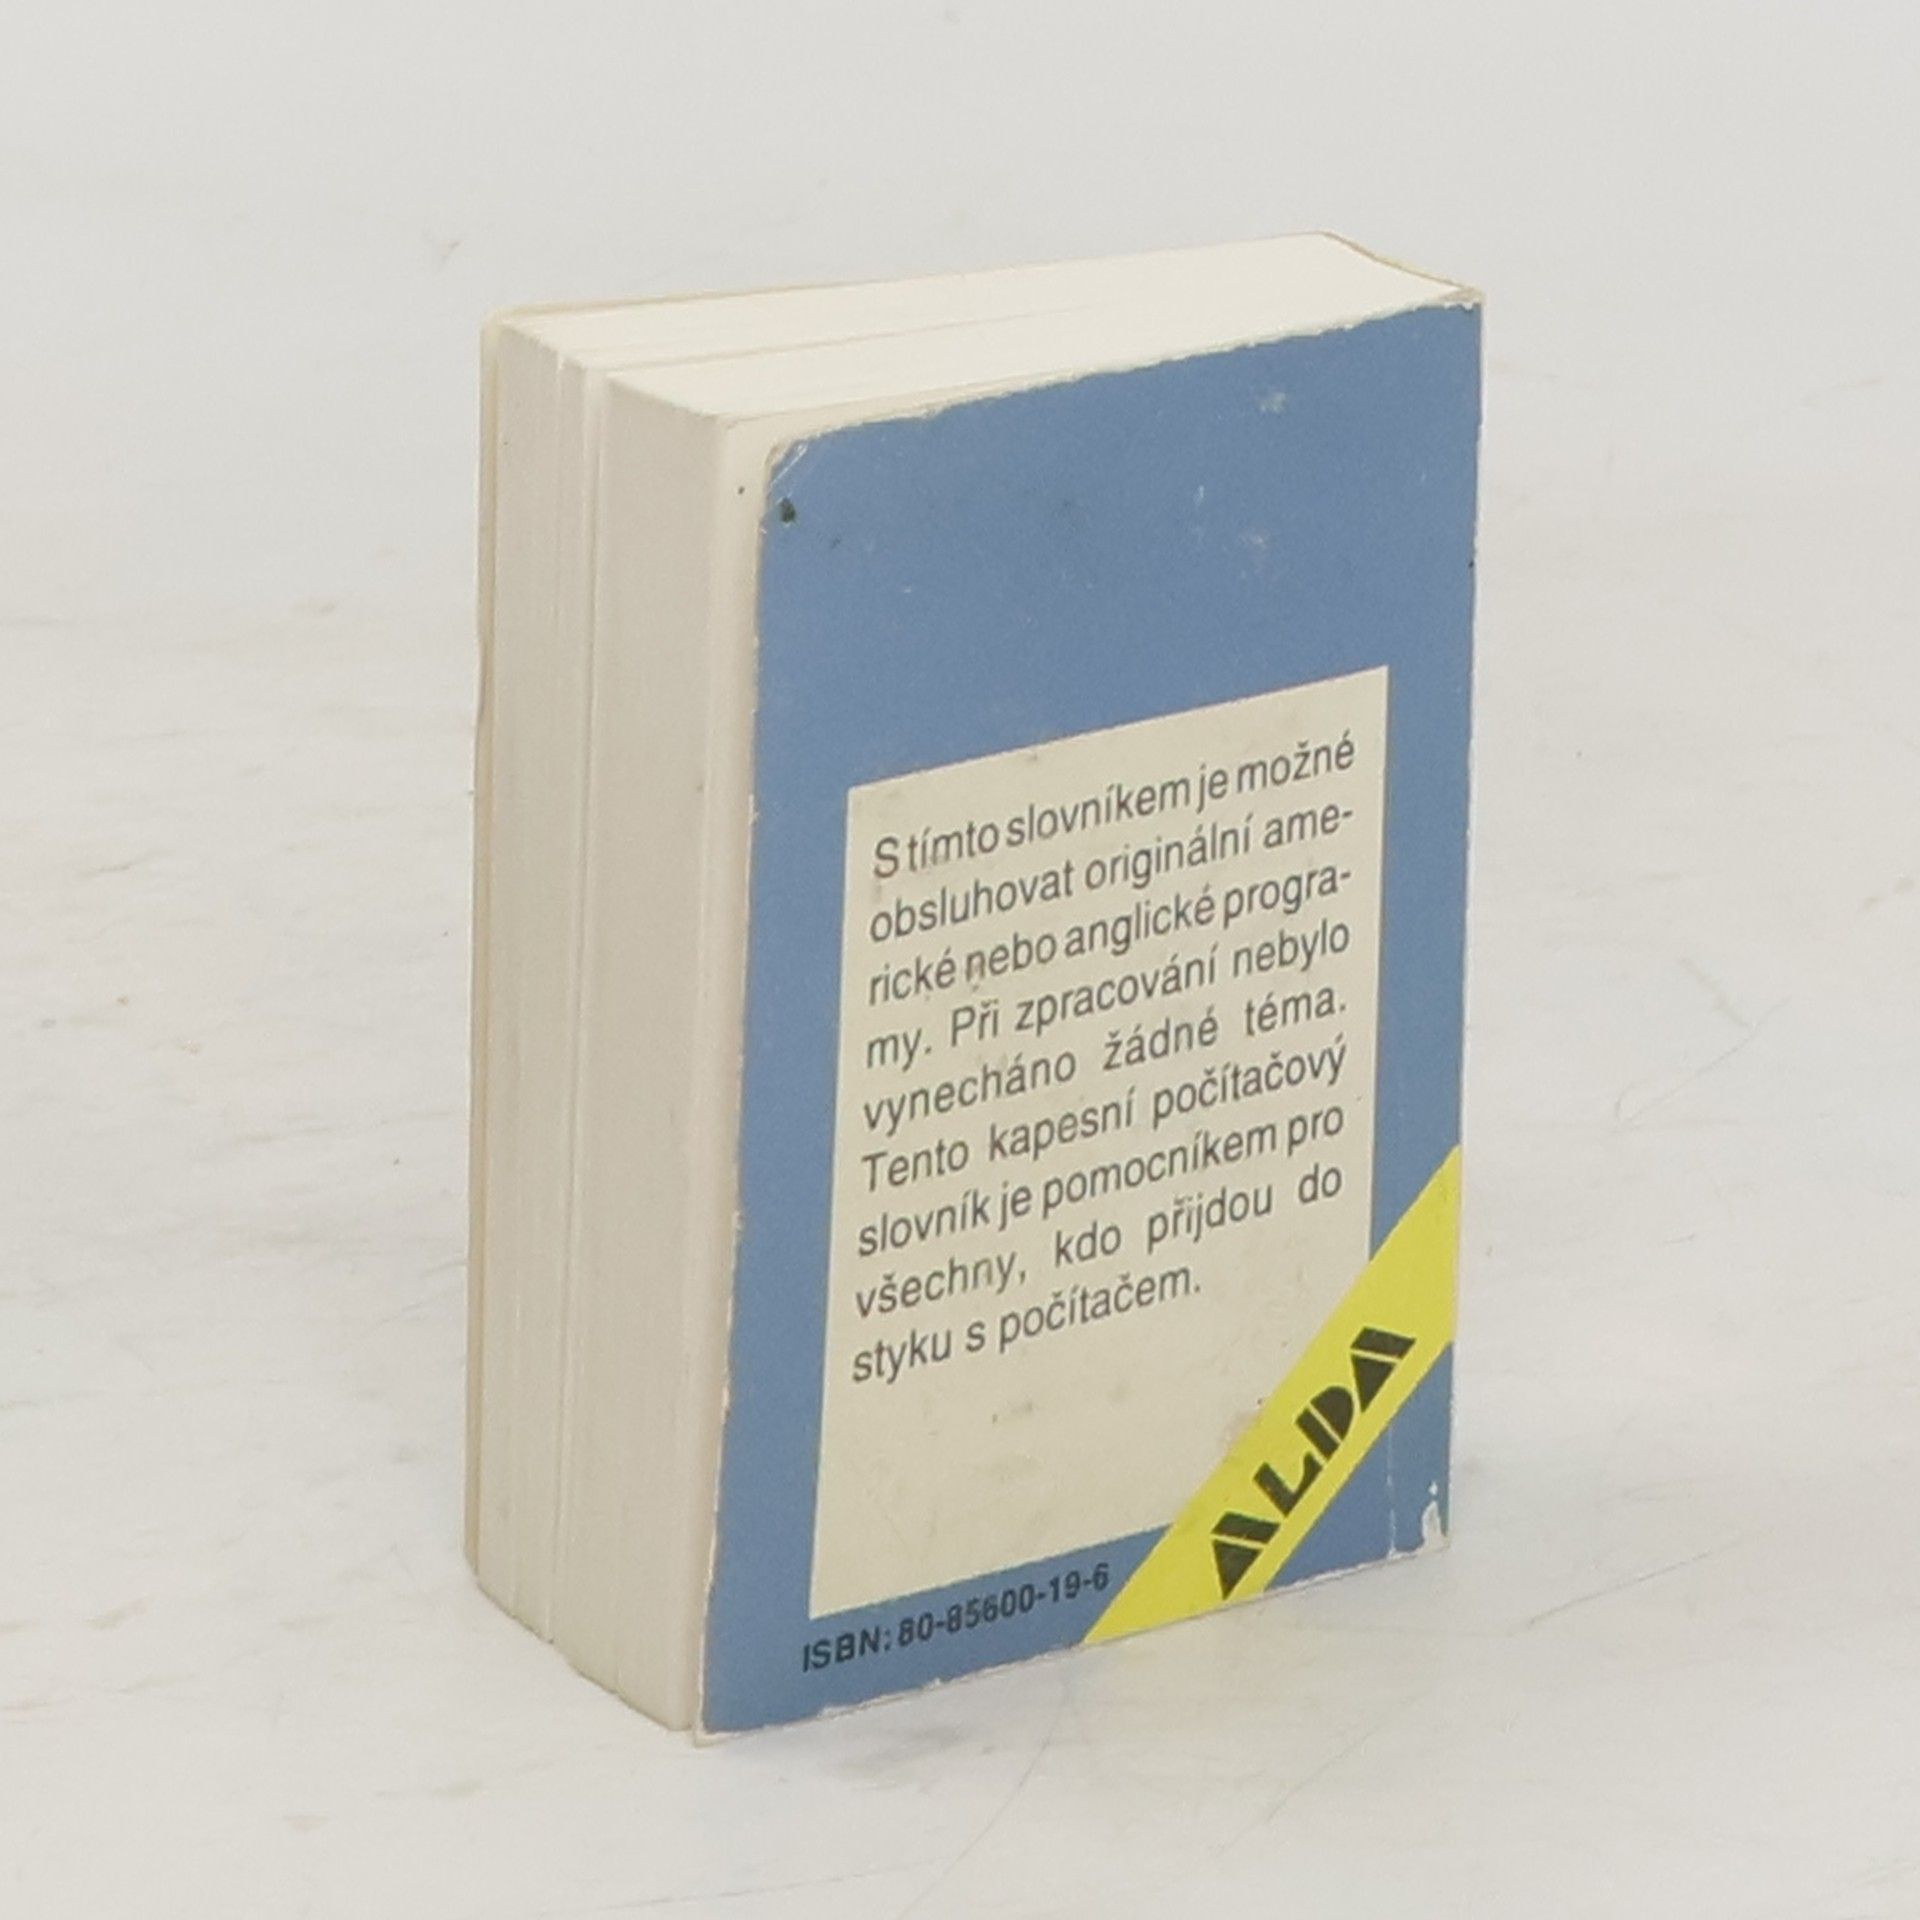 S tímto slovníkem je možné
obsluhovat originální ame-
rické nebo anglické progra-
my. Při zpracování nebylo
vynecháno žádné téma.
Tento kapesní počítačový
slovník je pomocníkem pro
všechny, kdo přijdou do
styku s počítačem.
ALDA
ISBN: 80-85600-19-6